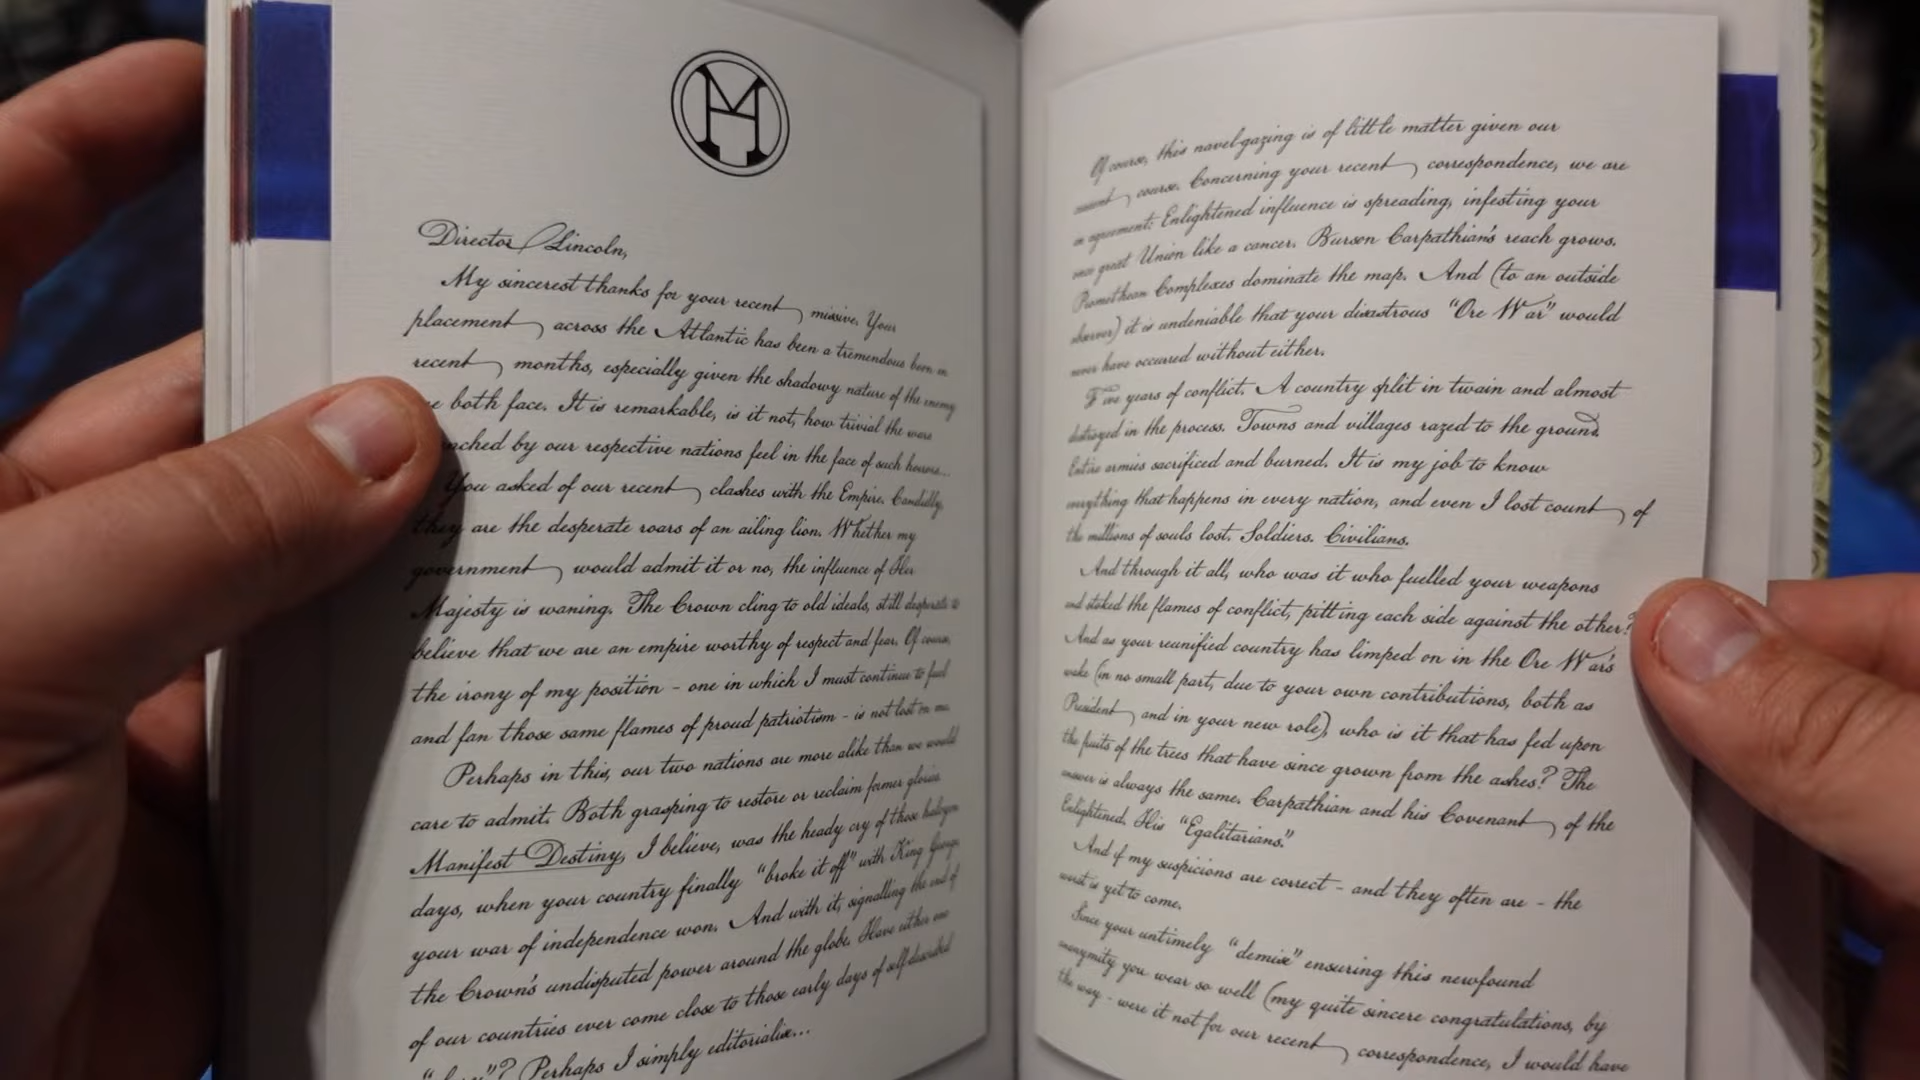 Director Lincoln,
My sincerest thanks for your recent missive. Your
placement across the Atlantic has been a tremendous boon in
recent months, especially given the shadowy nature of the enemy
we both face. It is remarkable, is it not, how trivial the wars
nched by our respective nations feel in the face of such horrors...
You asked of our recent clashes with the Empire. Candidly,
they are the desperate roars of an ailing lion. Whether my
government would admit it or no, the influence of Her
Majesty is waning. The Crown cling to old ideals, still desperate to
believe that we are an empire worthy of respect and fear. Of course,
the irony of my position - one in which I must continue to fuel
and fan those same flames of proud patriotism - is not lost on me.
Perhaps in this, our two nations are more alike than we would
care to admit. Both grasping to restore or reclaim former glories.
Manifest Destiny, I believe, was the heady cry of those halcyon
days, when your country finally "broke it off" with King George,
your war of independence won. And with it, signalling the end of
the Crown's undisputed power around the globe. Have either one
of our countries ever come close to those early days of self-described
Perhaps I simply editorialise...
Of course, this navel-gazing is of little matter given our
current course. Concerning your recent correspondence, we are
in agreement: Enlightened influence is spreading, infesting your
once great Union like a cancer. Burson Carpathian's reach grows.
Promethean Complexes dominate the map. And (to an outside
observer) it is undeniable that your disastrous "Ore War" would
never have occurred without either.
Five years of conflict. A country split in twain and almost
destroyed in the process. Towns and villages razed to the ground.
Entire armies sacrificed and burned. It is my job to know
everything that happens in every nation, and even I lost count of
the millions of souls lost. Soldiers. Civilians.
And through it all, who was it who fuelled your weapons
and stoked the flames of conflict, pitting each side against the other?
And as your reunified country has limped on in the Ore War's
wake (in no small part, due to your own contributions, both as
President and in your new role), who is it that has fed upon
the fruits of the trees that have since grown from the ashes? The
answer is always the same. Carpathian and his Covenant of the
Enlightened. His "Egalitarians."
And if my suspicions are correct - and they often are - the
worst is yet to come.
Since your untimely "demise" ensuring this newfound
anonymity you wear so well (my quite sincere congratulations, by
the way - were it not for our recent correspondence, I would have